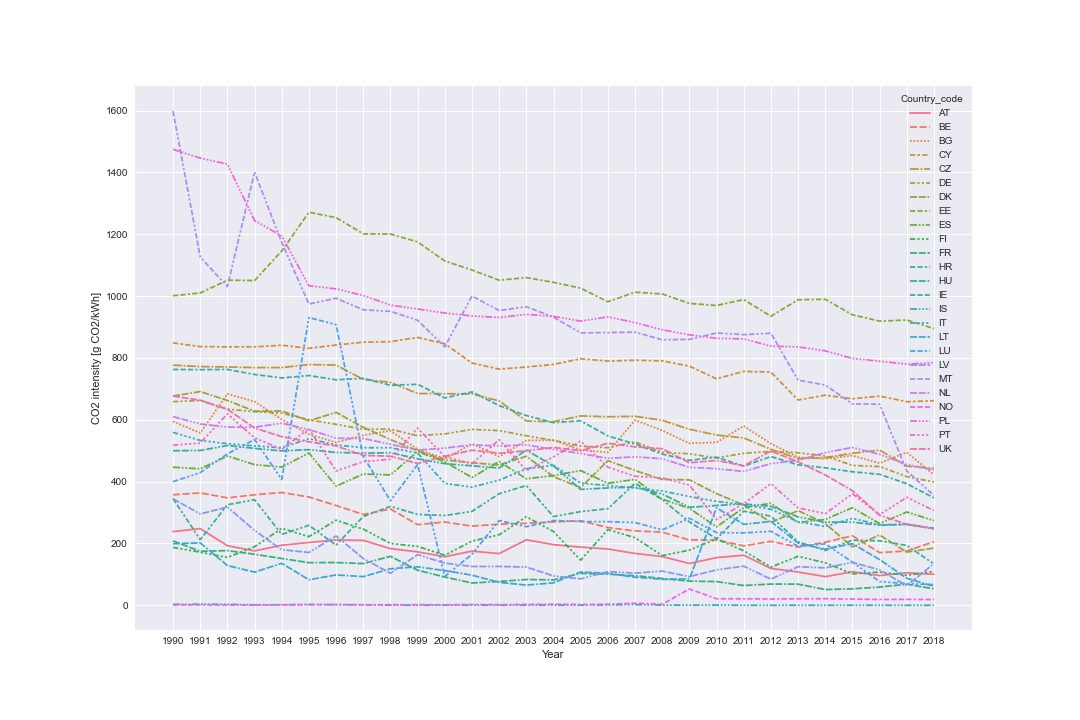 Country_code
AT
BE
BG
CY
CZ
DE
DK
EE
ES
FI
FR
HR
HU
IE
IS
IT
LT
LU
LV
MT
NL
NO
PL
PT
UK
1600
1400
1200
1000
800
600
400
200
0
CO2 intensity [g CO2/kWh]
1990 1991 1992 1993 1994 1995 1996 1997 1998 1999 2000 2001 2002 2003 2004 2005 2006 2007 2008 2009 2010 2011 2012 2013 2014 2015 2016 2017 2018
Year